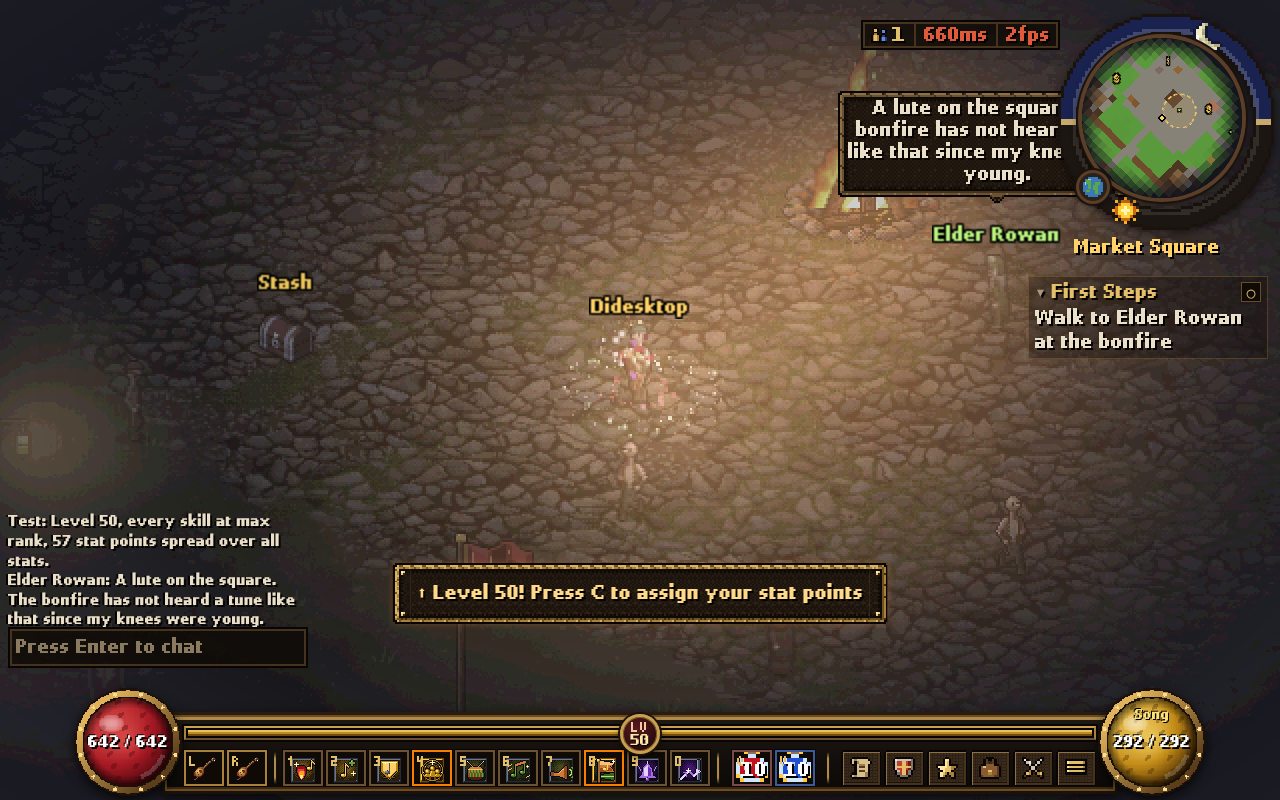 1 660ms 2fps
A lute on the squar
bonfire has not hear
like that since my kne
young.
Elder Rowan
Market Square
First Steps
Walk to Elder Rowan
at the bonfire
Stash
Didesktop
Test: Level 50, every skill at max
rank, 57 stat points spread over all
stats.
Elder Rowan: A lute on the square.
The bonfire has not heard a tune like
that since my knees were young.
Press Enter to chat
↑ Level 50! Press C to assign your stat points
642 / 642
LV
50
Song
292 / 292
L R 1 2 3 4 5 6 7 8 9 0 10 10